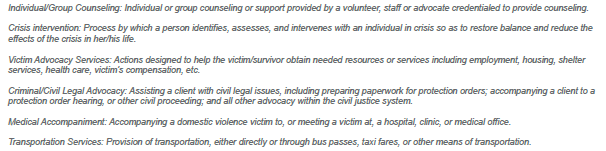 Individual/Group Counseling: Individual or group counseling or support provided by a volunteer, staff or advocate credentialed to provide counseling.
Crisis intervention: Process by which a person identifies, assesses, and intervenes with an individual in crisis so as to restore balance and reduce the
effects of the crisis in her/his life.
Victim Advocacy Services: Actions designed to help the victim/survivor obtain needed resources or services including employment, housing, shelter
services, health care, victim's compensation, etc.
Criminal/Civil Legal Advocacy: Assisting a client with civil legal issues, including preparing paperwork for protection orders; accompanying a client to a
protection order hearing, or other civil proceeding; and all other advocacy within the civil justice system.
Medical Accompaniment: Accompanying a domestic violence victim to, or meeting a victim at, a hospital, clinic, or medical office.
Transportation Services: Provision of transportation, either directly or through bus passes, taxi fares, or other means of transportation.